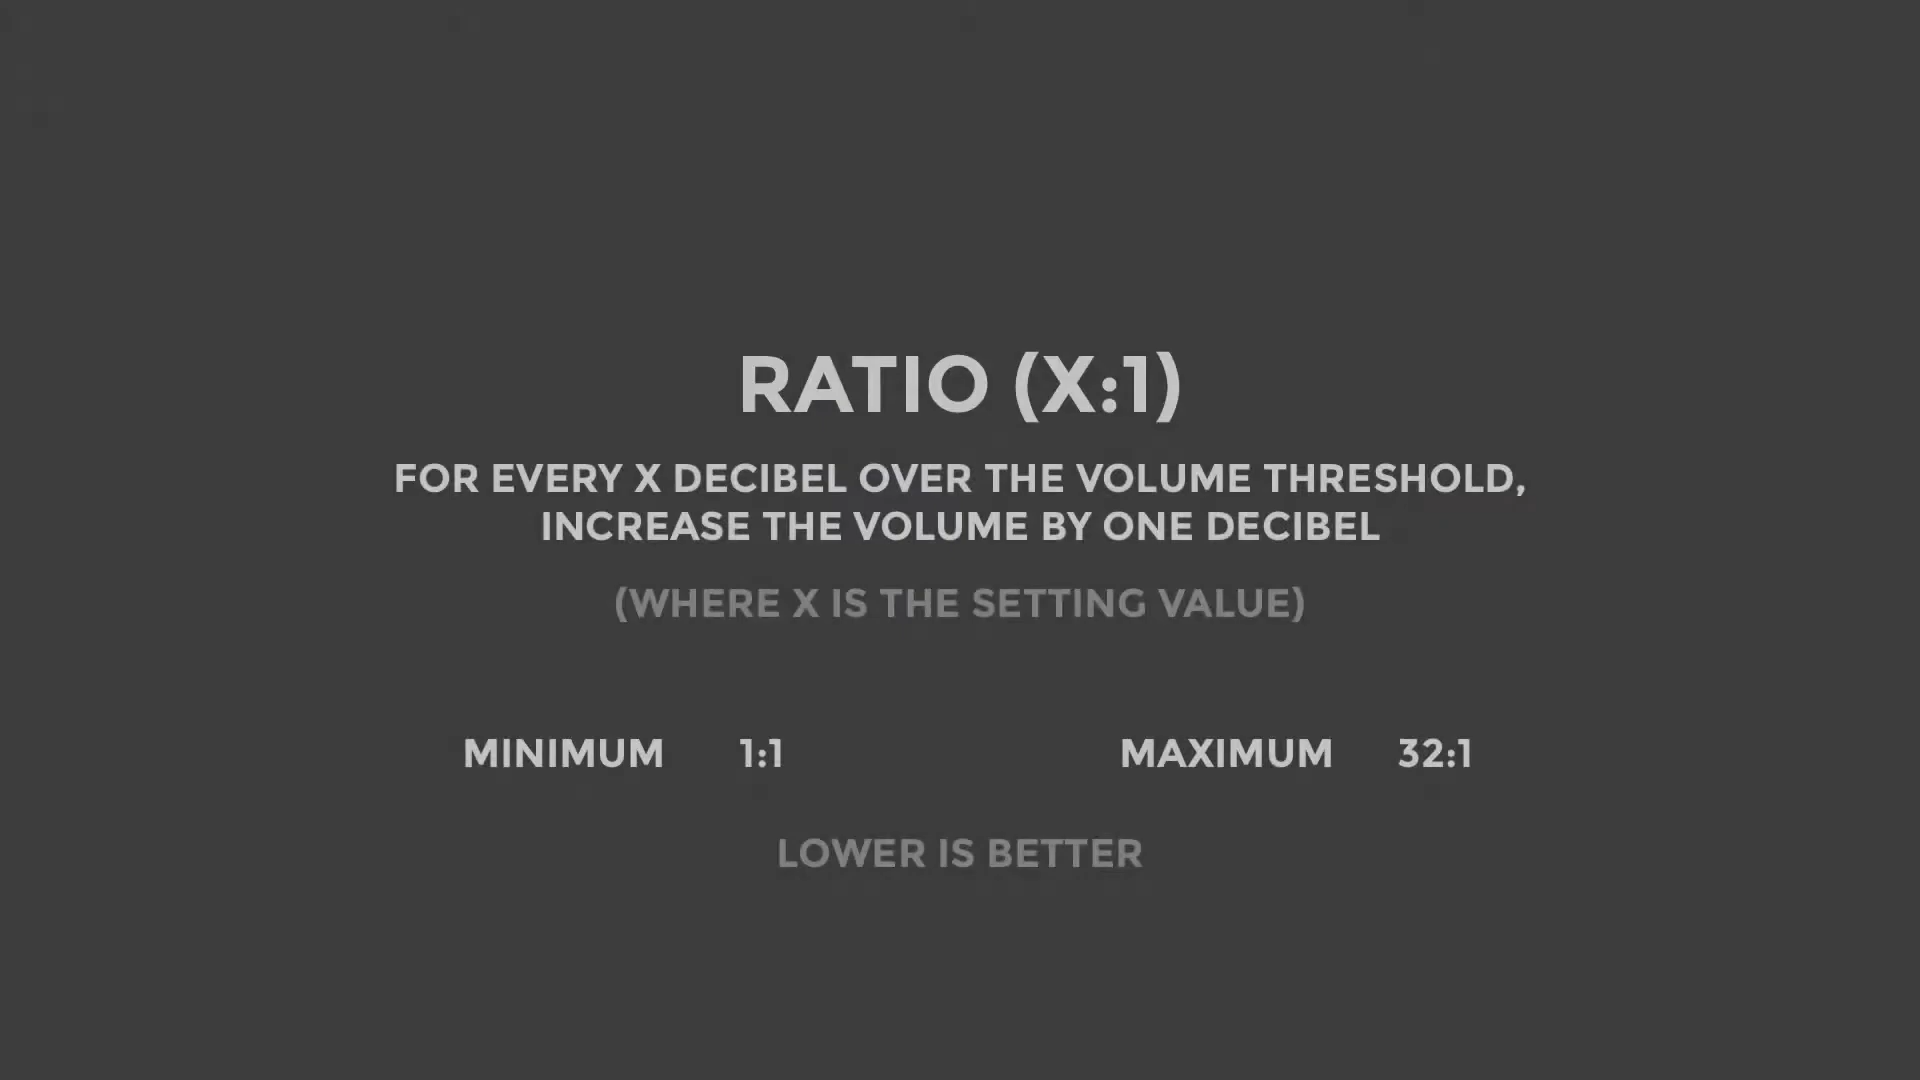 RATIO (X:1)
FOR EVERY X DECIBEL OVER THE VOLUME THRESHOLD,
INCREASE THE VOLUME BY ONE DECIBEL
(WHERE X IS THE SETTING VALUE)
MINIMUM 1:1 MAXIMUM 32:1
LOWER IS BETTER